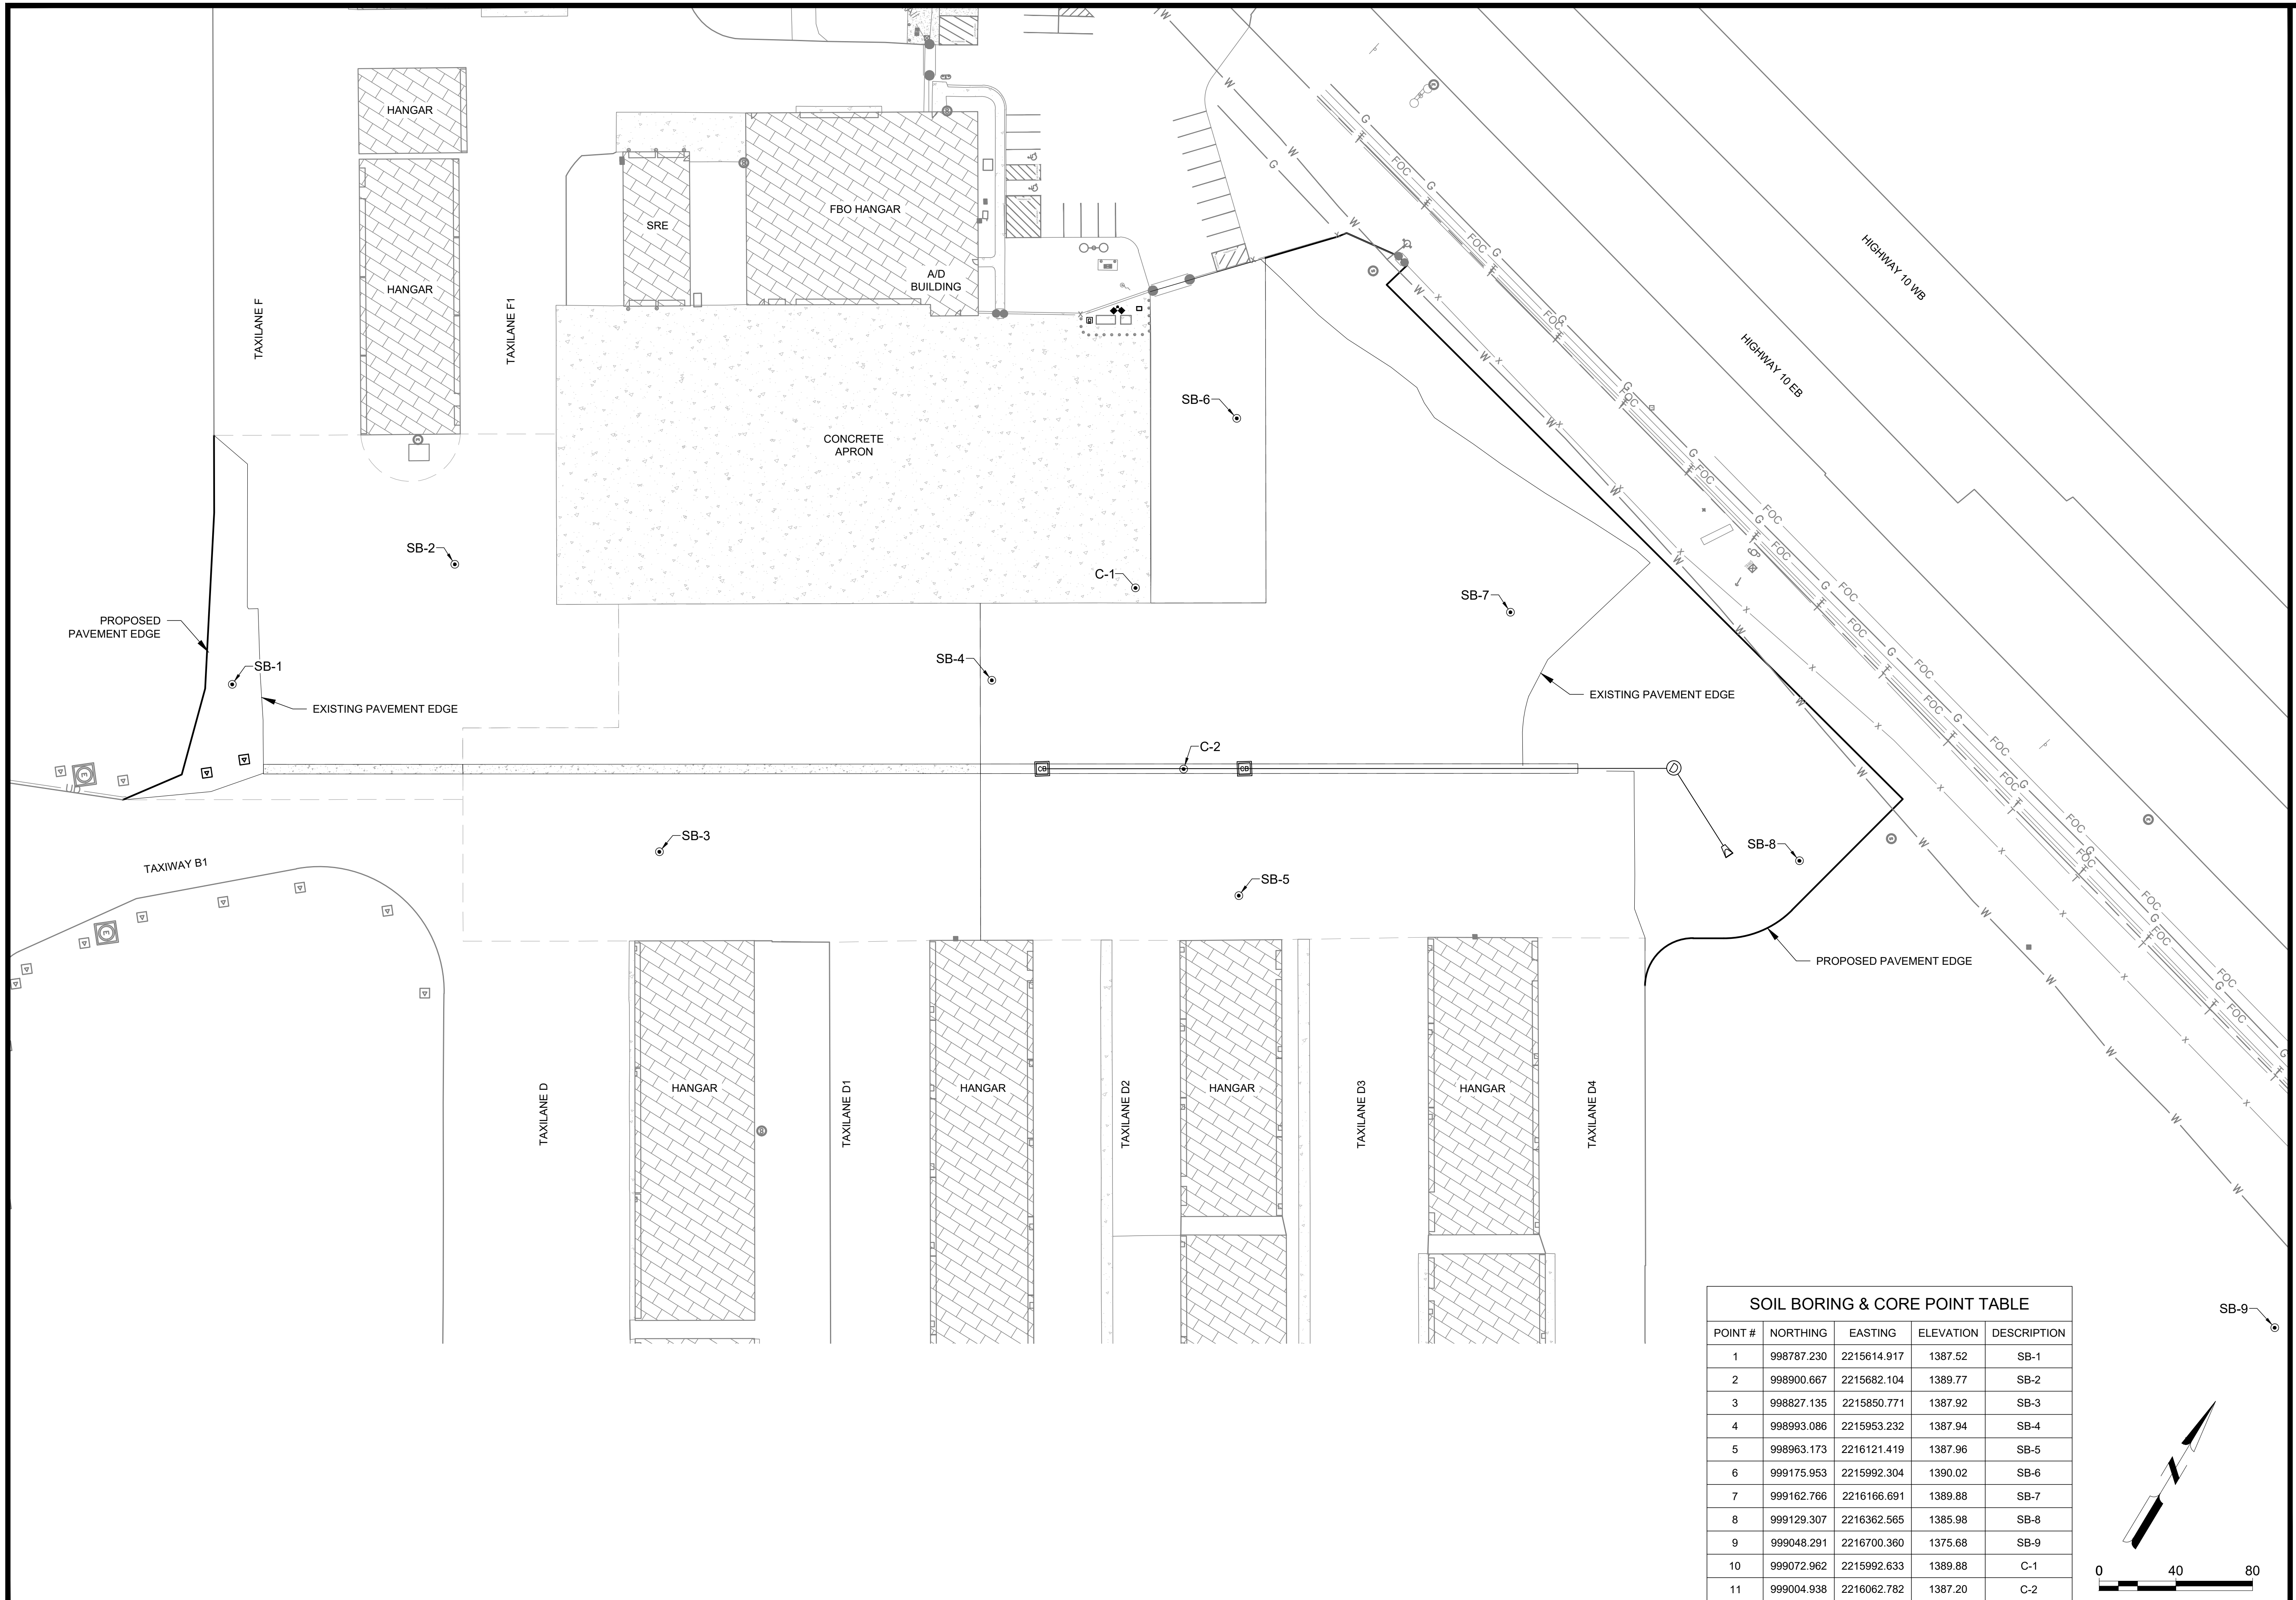 HANGAR
HANGAR
SRE
FBO HANGAR
A/D
BUILDING
TAXILANE F
TAXILANE F1
CONCRETE
APRON
HIGHWAY 10 WB
HIGHWAY 10 EB
SB-6
SB-2
C-1
SB-7
PROPOSED
PAVEMENT EDGE
SB-1
SB-4
EXISTING PAVEMENT EDGE
EXISTING PAVEMENT EDGE
C-2
CB
CB
D
E
SB-3
SB-8
SB-5
TAXIWAY B1
E
PROPOSED PAVEMENT EDGE
TAXILANE D
HANGAR
TAXILANE D1
HANGAR
TAXILANE D2
HANGAR
TAXILANE D3
HANGAR
TAXILANE D4
W
G
FOC
T
X
SB-9
SOIL BORING & CORE POINT TABLE
POINT # NORTHING EASTING ELEVATION DESCRIPTION
1 998787.230 2215614.917 1387.52 SB-1
2 998900.667 2215682.104 1389.77 SB-2
3 998827.135 2215850.771 1387.92 SB-3
4 998993.086 2215953.232 1387.94 SB-4
5 998963.173 2216121.419 1387.96 SB-5
6 999175.953 2215992.304 1390.02 SB-6
7 999162.766 2216166.691 1389.88 SB-7
8 999129.307 2216362.565 1385.98 SB-8
9 999048.291 2216700.360 1375.68 SB-9
10 999072.962 2215992.633 1389.88 C-1
11 999004.938 2216062.782 1387.20 C-2
N
0 40 80